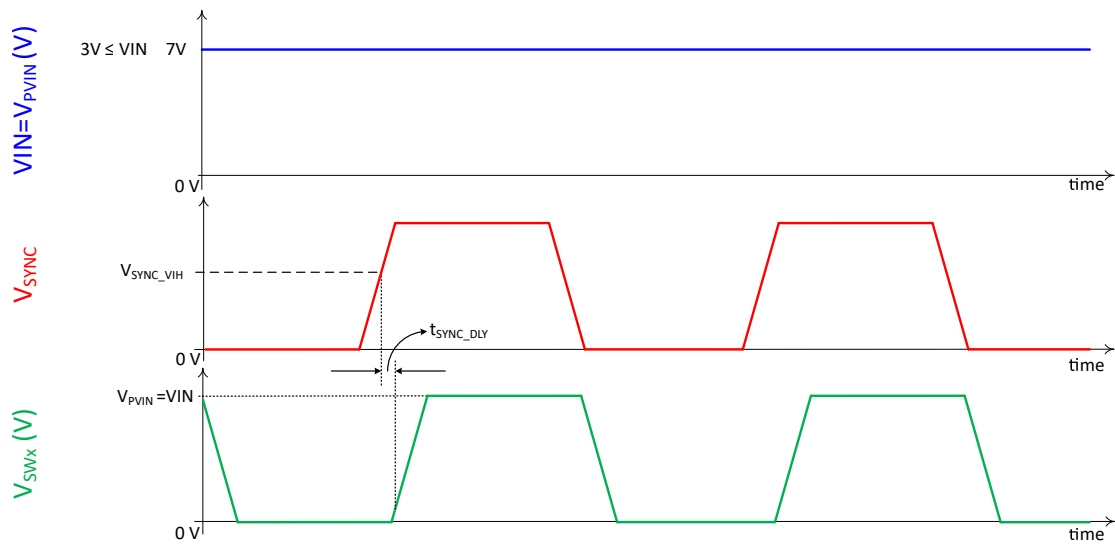 VIN=VPVIN (V)
3V ≤ VIN 7V
0 V
time
VSYNC
VSYNC_VIH
tSYNC_DLY
0 V
time
VSWx (V)
VPVIN =VIN
0 V
time